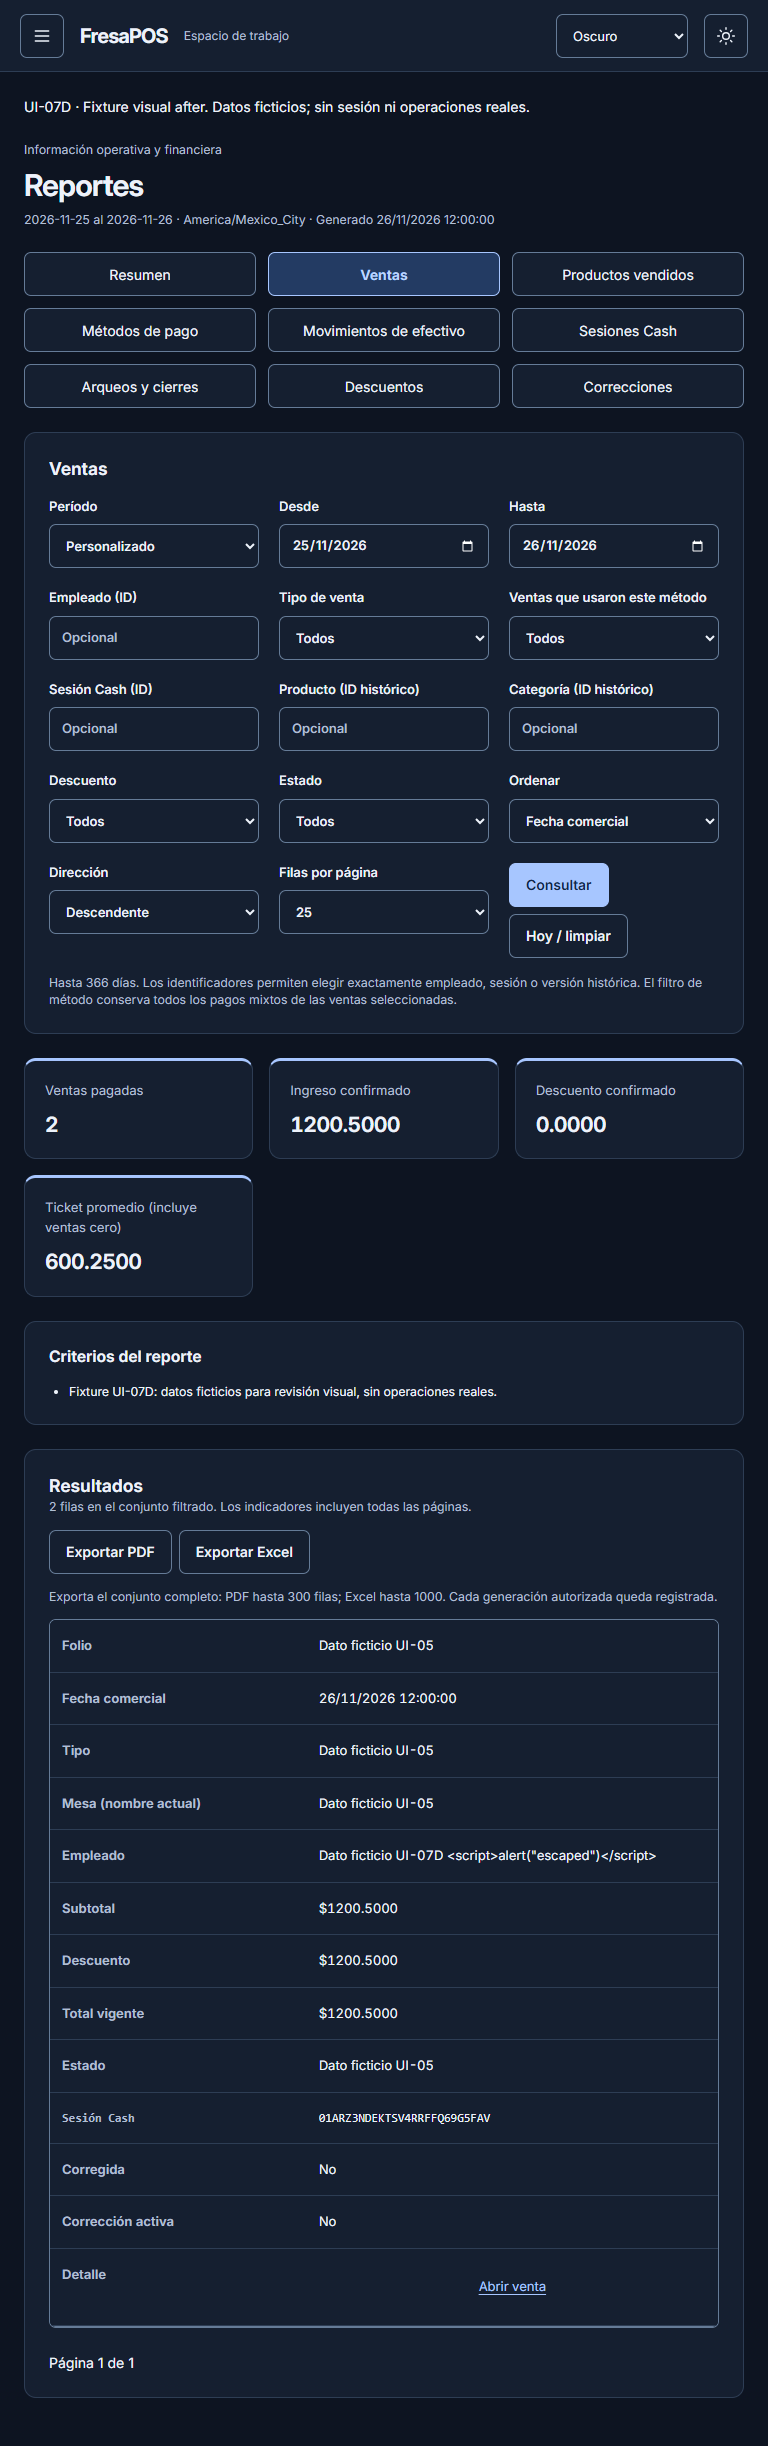 FresaPOS Espacio de trabajo Oscuro
UI-07D · Fixture visual after. Datos ficticios; sin sesión ni operaciones reales.
Información operativa y financiera
Reportes
2026-11-25 al 2026-11-26 · America/Mexico_City · Generado 26/11/2026 12:00:00
Resumen Ventas Productos vendidos
Métodos de pago Movimientos de efectivo Sesiones Cash
Arqueos y cierres Descuentos Correcciones
Ventas
Período Desde Hasta
Personalizado 25/11/2026 26/11/2026
Empleado (ID) Tipo de venta Ventas que usaron este método
Opcional Todos Todos
Sesión Cash (ID) Producto (ID histórico) Categoría (ID histórico)
Opcional Opcional Opcional
Descuento Estado Ordenar
Todos Todos Fecha comercial
Dirección Filas por página
Descendente 25
Consultar
Hoy / limpiar
Hasta 366 días. Los identificadores permiten elegir exactamente empleado, sesión o versión histórica. El filtro de
método conserva todos los pagos mixtos de las ventas seleccionadas.
Ventas pagadas Ingreso confirmado Descuento confirmado
2 1200.5000 0.0000
Ticket promedio (incluye
ventas cero)
600.2500
Criterios del reporte
• Fixture UI-07D: datos ficticios para revisión visual, sin operaciones reales.
Resultados
2 filas en el conjunto filtrado. Los indicadores incluyen todas las páginas.
Exportar PDF Exportar Excel
Exporta el conjunto completo: PDF hasta 300 filas; Excel hasta 1000. Cada generación autorizada queda registrada.
Folio Dato ficticio UI-05
Fecha comercial 26/11/2026 12:00:00
Tipo Dato ficticio UI-05
Mesa (nombre actual) Dato ficticio UI-05
Empleado Dato ficticio UI-07D <script>alert("escaped")</script>
Subtotal $1200.5000
Descuento $1200.5000
Total vigente $1200.5000
Estado Dato ficticio UI-05
Sesión Cash 01ARZ3NDEKTSV4RRFFQ69G5FAV
Corregida No
Corrección activa No
Detalle Abrir venta
Página 1 de 1